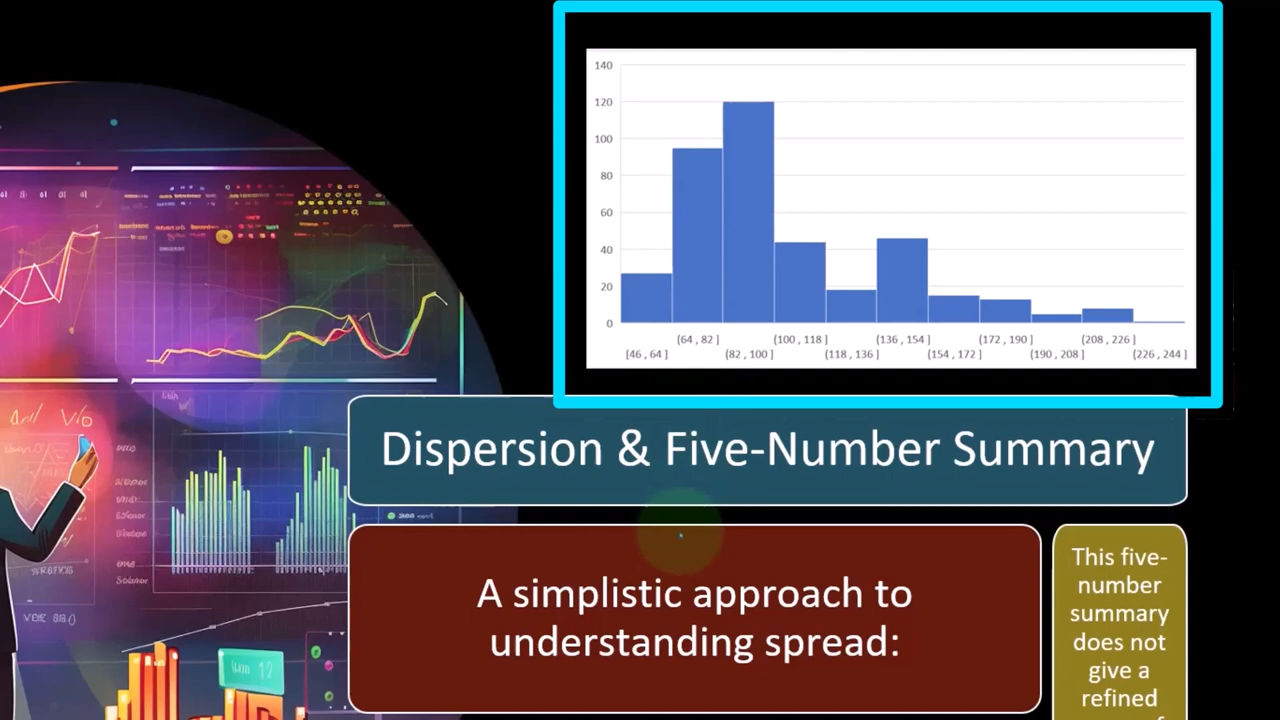 140
120
100
80
60
40
20
0
(64 , 82 ] (100 , 118 ] (136 , 154 ] (172 , 190 ] (208 , 226 ]
[46 , 64 ] (82 , 100 ] (118 , 136 ] (154 , 172 ] (190 , 208 ] (226 , 244 ]
Dispersion & Five-Number Summary
A simplistic approach to
understanding spread:
This five-
number
summary
does not
give a
refined